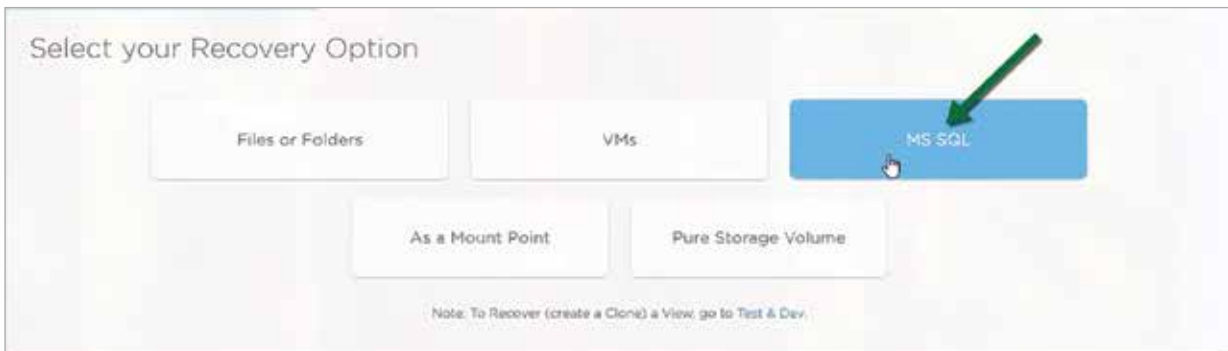 Select your Recovery Option
Files or Folders
VMs
MS SQL
As a Mount Point
Pure Storage Volume
Note: To Recover (create a Clone) a View, go to Test & Dev.